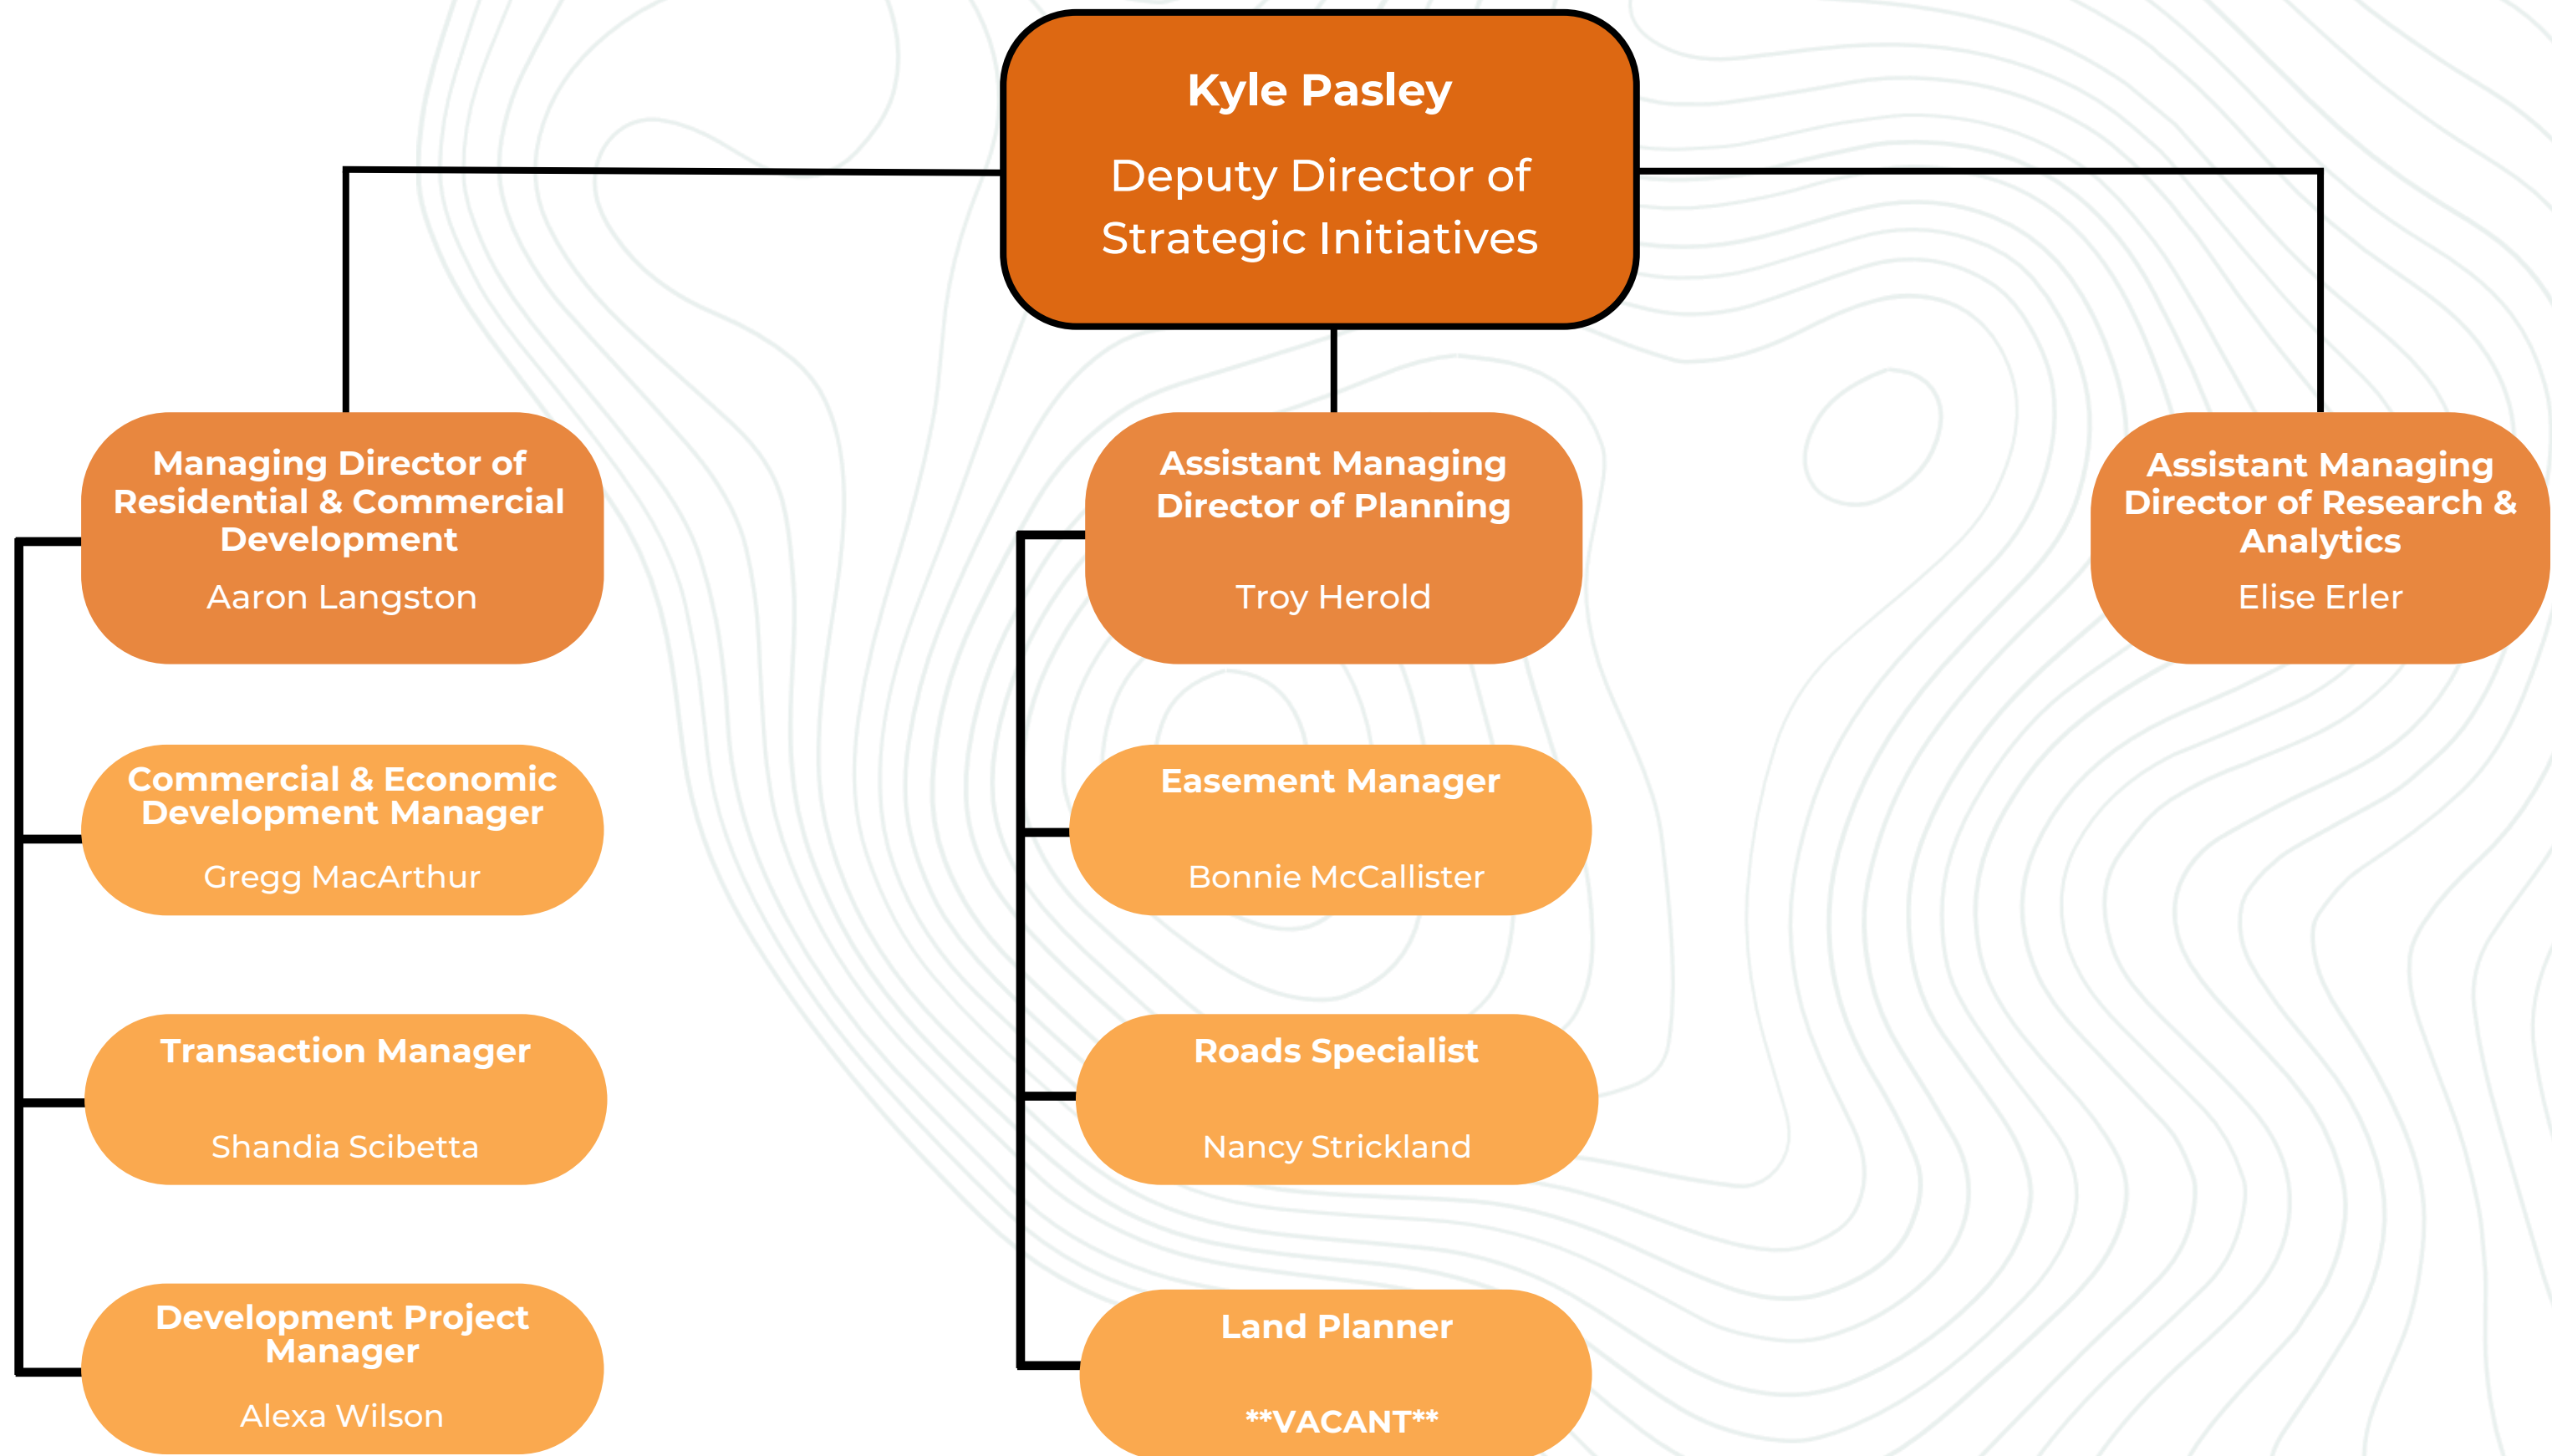 Kyle Pasley
Deputy Director of
Strategic Initiatives
Managing Director of
Residential & Commercial
Development
Aaron Langston
Commercial & Economic
Development Manager
Gregg MacArthur
Transaction Manager
Shandia Scibetta
Development Project
Manager
Alexa Wilson
Assistant Managing
Director of Planning
Troy Herold
Easement Manager
Bonnie McCallister
Roads Specialist
Nancy Strickland
Land Planner
**VACANT**
Assistant Managing
Director of Research &
Analytics
Elise Erler